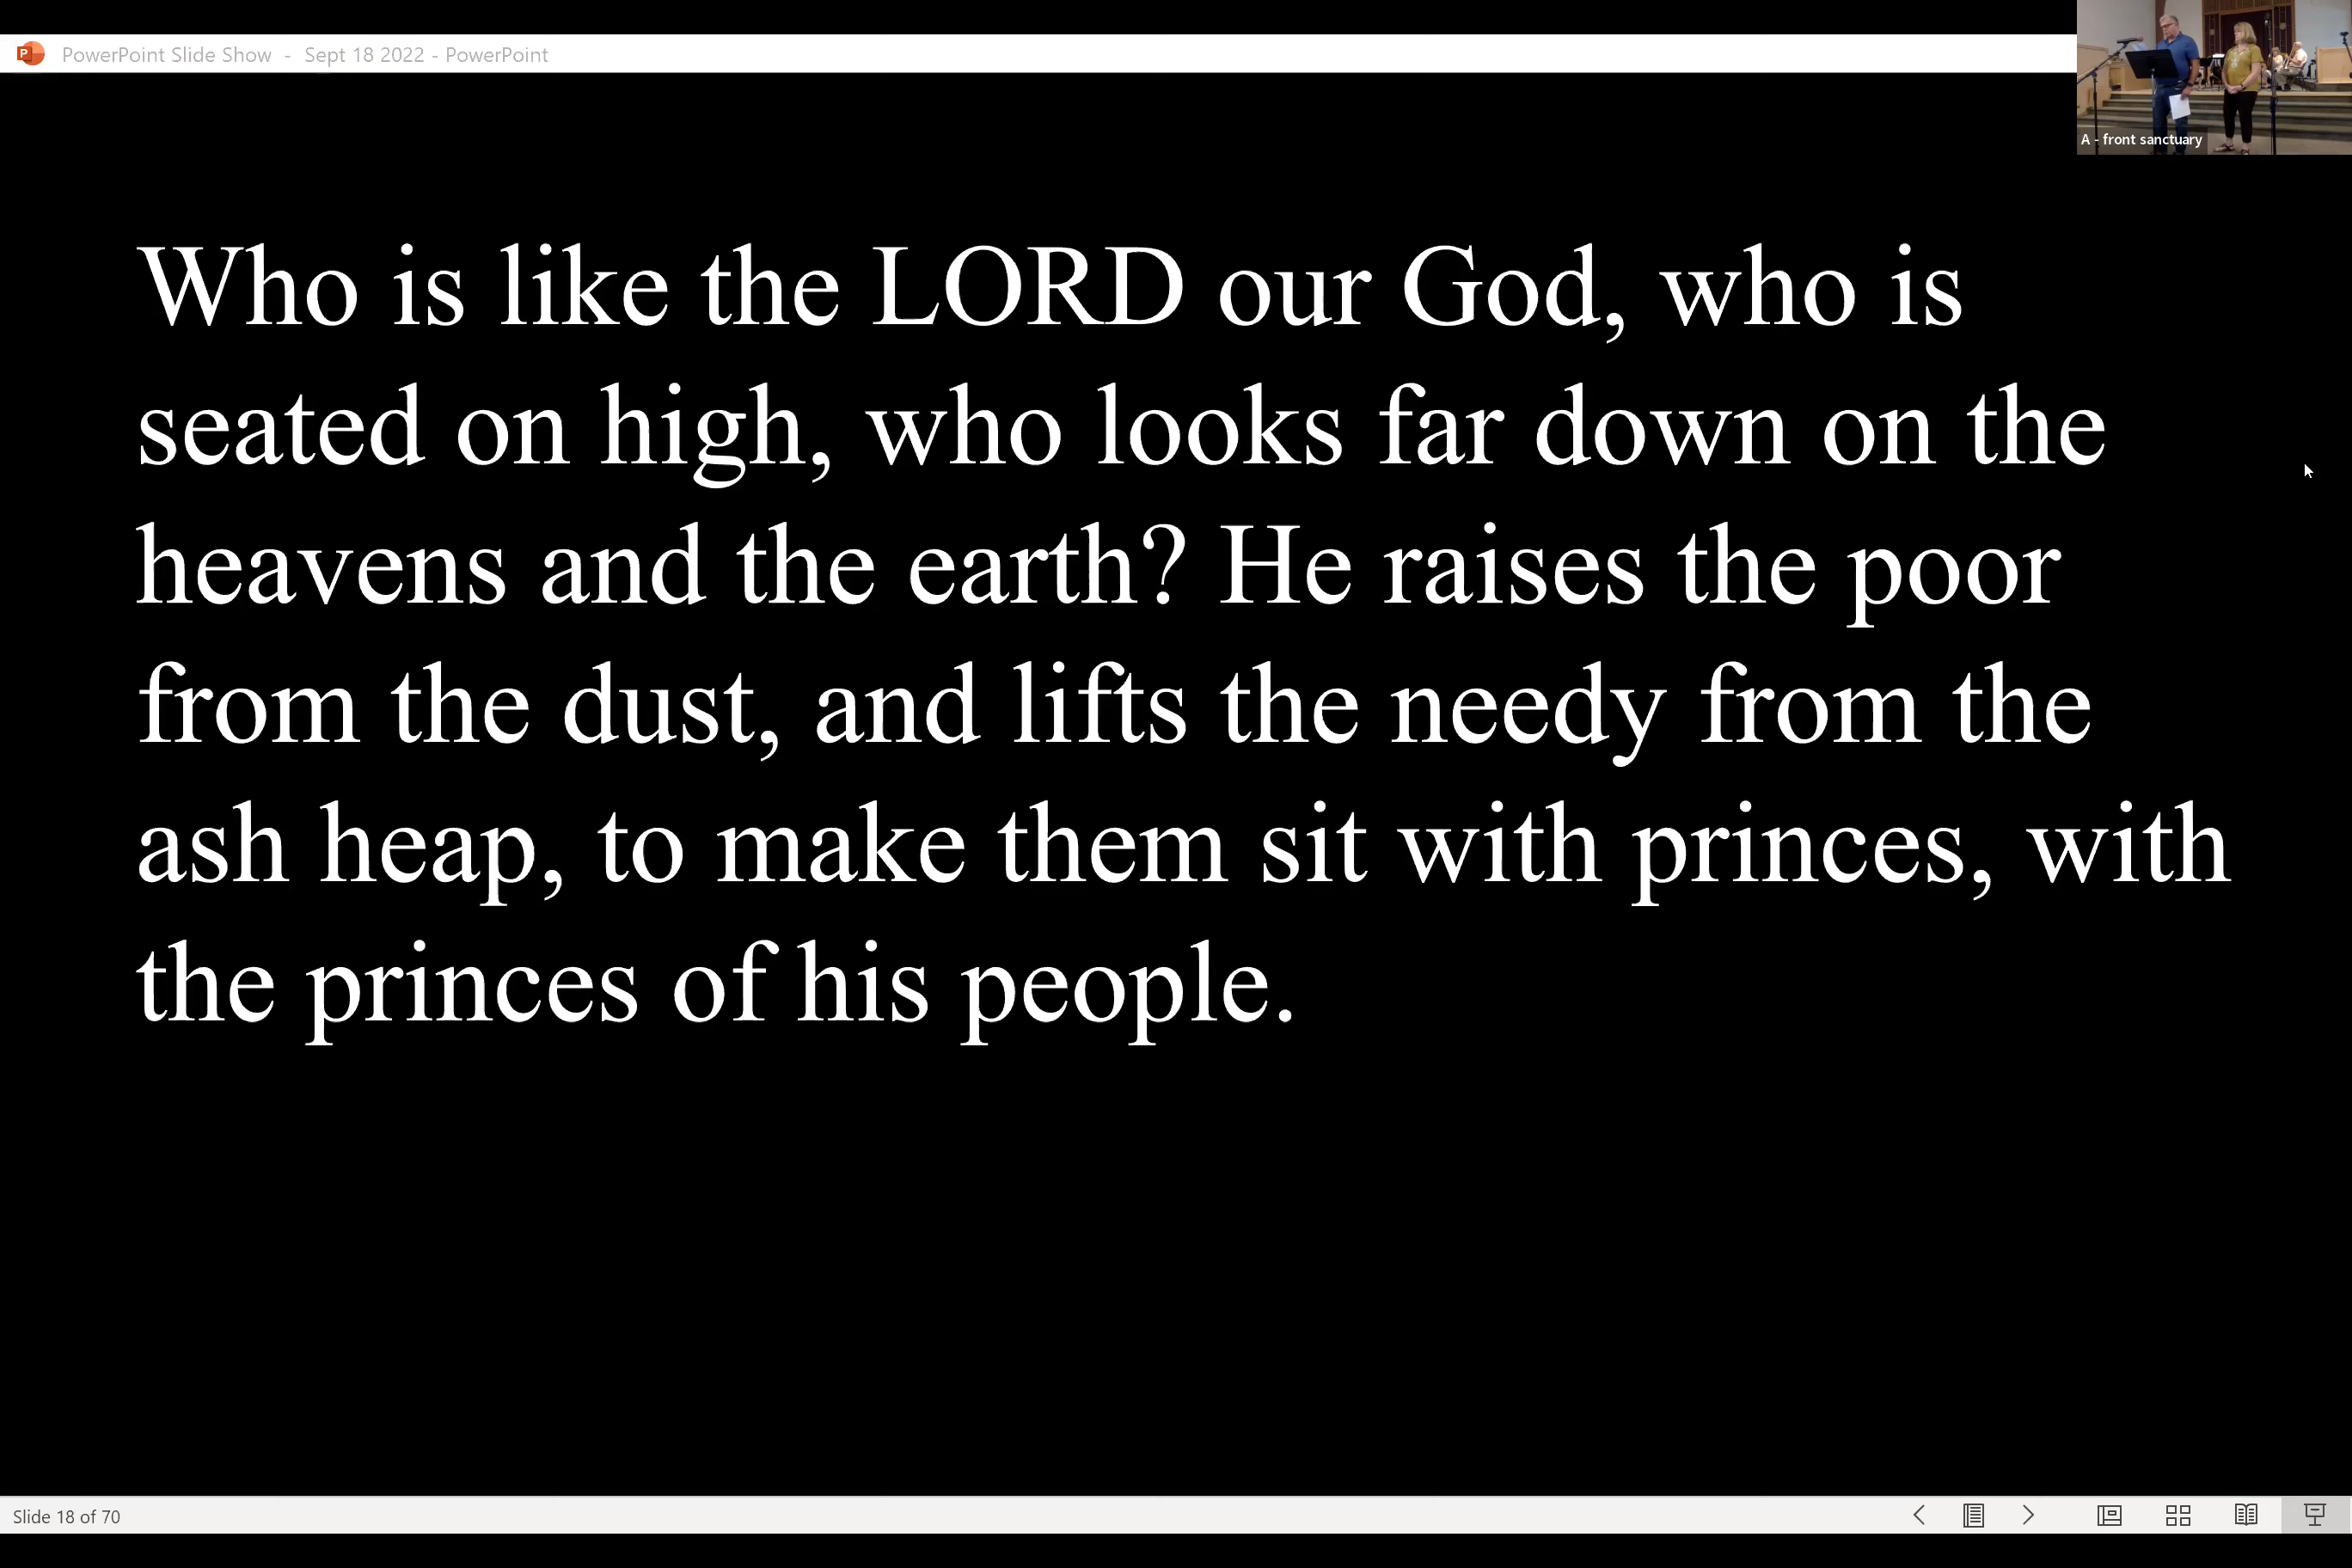 PowerPoint Slide Show - Sept 18 2022 - PowerPoint
A - front sanctuary
Who is like the LORD our God, who is
seated on high, who looks far down on the
heavens and the earth? He raises the poor
from the dust, and lifts the needy from the
ash heap, to make them sit with princes, with
the princes of his people.
Slide 18 of 70